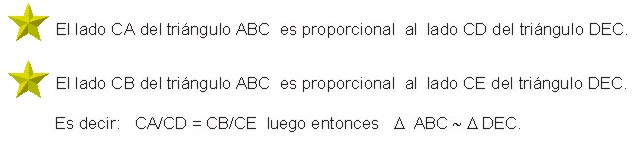 El lado CA del triángulo ABC es proporcional al lado CD del triángulo DEC.
El lado CB del triángulo ABC es proporcional al lado CE del triángulo DEC.
Es decir: CA/CD = CB/CE luego entonces Δ ABC ~ Δ DEC.